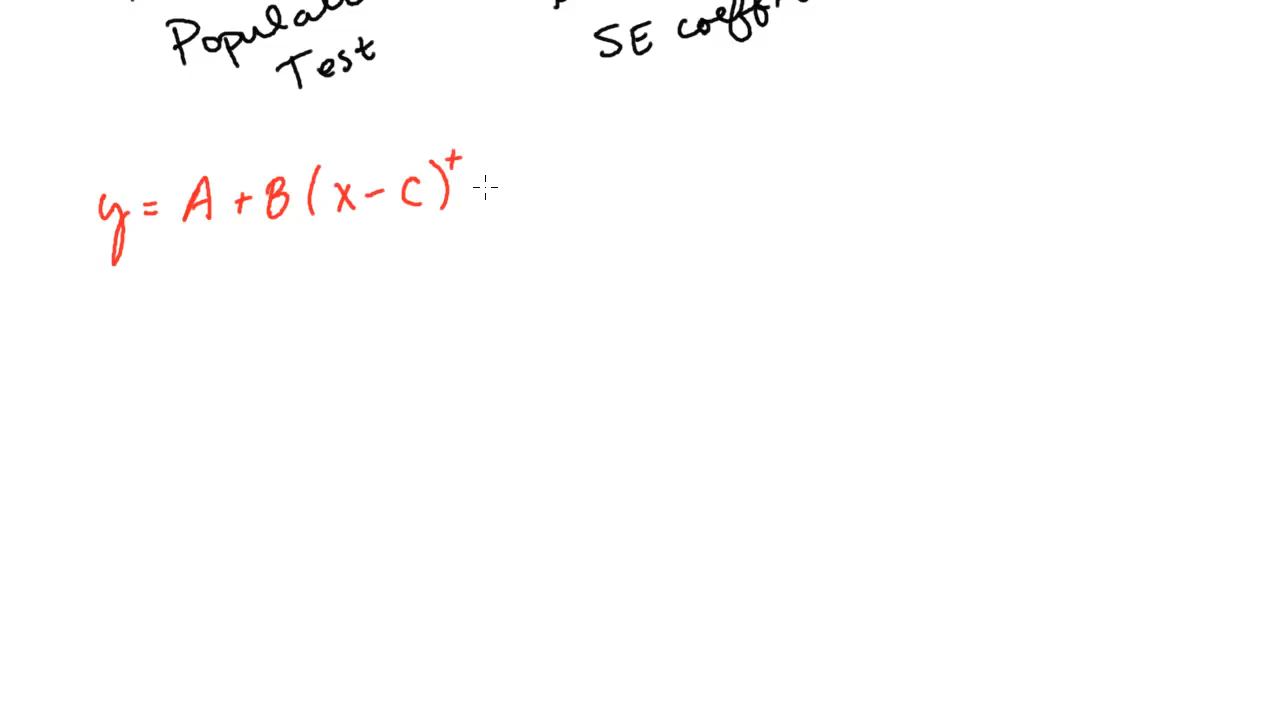 Test
SE
y = A + B (x - C)⁺